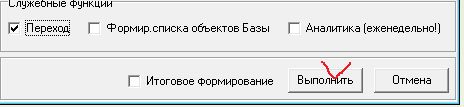 Служебные функции
Переход Формир.списка объектов Базы Аналитика (еженедельно!)
Итоговое формирование Выполнить Отмена